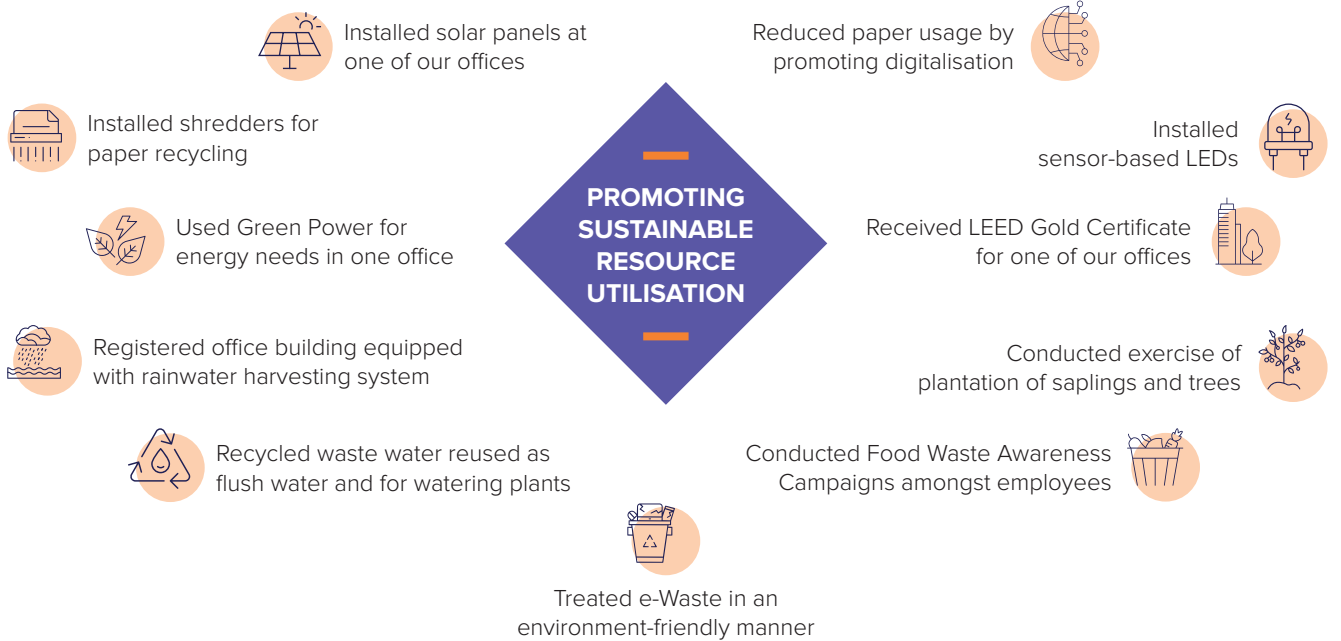 Installed solar panels at
one of our offices
Reduced paper usage by
promoting digitalisation
Installed shredders for
paper recycling
Installed
sensor-based LEDs
PROMOTING
SUSTAINABLE
RESOURCE
UTILISATION
Used Green Power for
energy needs in one office
Received LEED Gold Certificate
for one of our offices
Registered office building equipped
with rainwater harvesting system
Conducted exercise of
plantation of saplings and trees
Recycled waste water reused as
flush water and for watering plants
Conducted Food Waste Awareness
Campaigns amongst employees
Treated e-Waste in an
environment-friendly manner